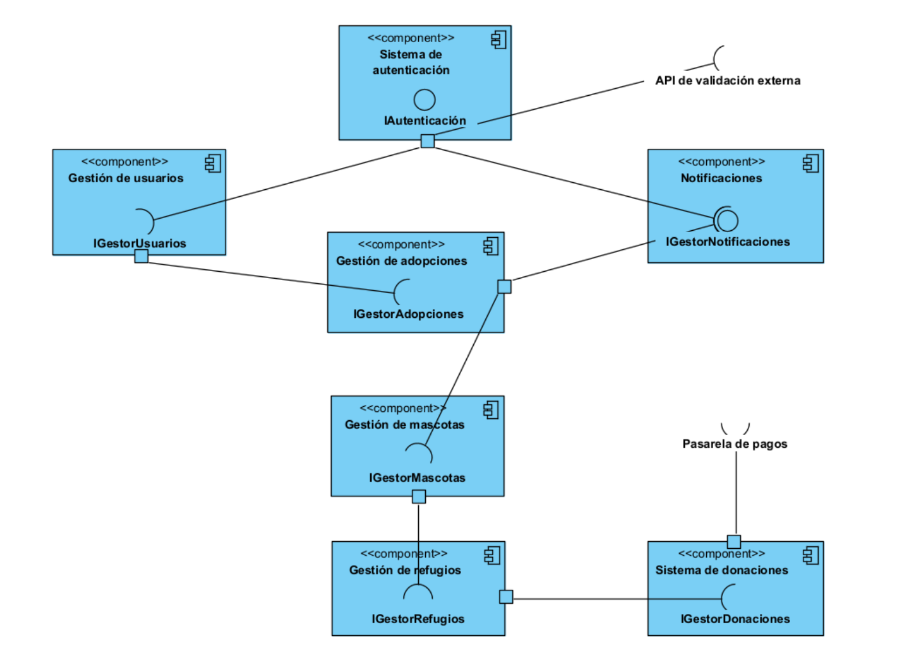 <<component>>
Sistema de
autenticación
IAutenticación
API de validación externa
<<component>>
Gestión de usuarios
IGestorUsuarios
<<component>>
Notificaciones
IGestorNotificaciones
<<component>>
Gestión de adopciones
IGestorAdopciones
<<component>>
Gestión de mascotas
IGestorMascotas
Pasarela de pagos
<<component>>
Gestión de refugios
IGestorRefugios
<<component>>
Sistema de donaciones
IGestorDonaciones